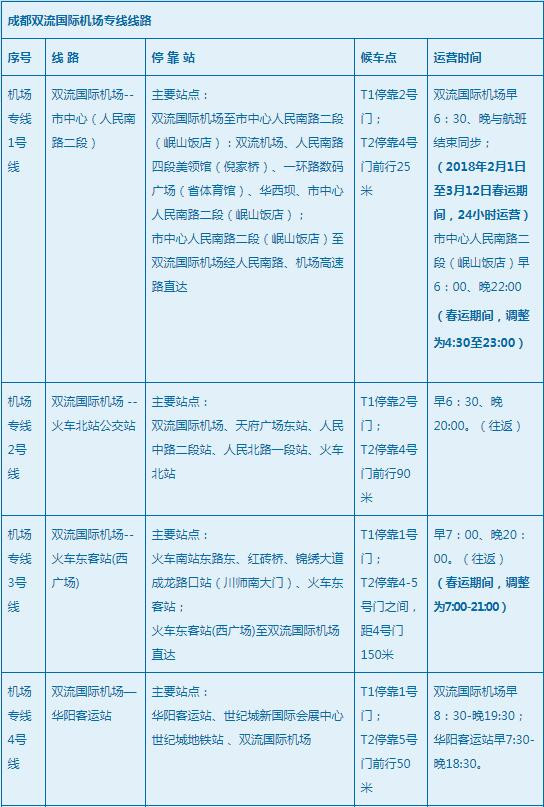 成都双流国际机场专线线路
序号
线 路
停 靠 站
候车点
运营时间
机场
专线
1号
线
双流国际机场--
市中心（人民南
路二段）
主要站点：
双流国际机场至市中心人民南路二段
（岷山饭店）：双流机场、人民南路
四段美领馆（倪家桥）、一环路数码
广场（省体育馆）、华西坝、市中心
人民南路二段（岷山饭店）；
市中心人民南路二段（岷山饭店）至
双流国际机场经人民南路、机场高速
路直达
T1停靠2号
门；
T2停靠4号
门前行25
米
双流国际机场早
6：30、晚与航班
结束同步；
（2018年2月1日
至3月12日春运期
间，24小时运营）
市中心人民南路二
段（岷山饭店）早
6：00、晚22:00
（春运期间，调整
为4:30至23:00）
机场
专线
2号
线
双流国际机场 --
火车北站公交站
主要站点：
双流国际机场、天府广场东站、人民
中路二段站、人民北路一段站、火车
北站
T1停靠2号
门；
T2停靠4号
门前行90
米
早6：30、晚
20:00。（往返）
机场
专线
3号
线
双流国际机场--
火车东客站(西
广场)
主要站点：
火车南站东路东、红砖桥、锦绣大道
成龙路口站（川师南大门）、火车东
客站；
火车东客站(西广场)至双流国际机场
直达
T1停靠1号
门；
T2停靠4-5
号门之间，
距4号门
150米
早7：00、晚20：
00。（往返）
（春运期间，调整
为7:00-21:00）
机场
专线
4号
线
双流国际机场—
华阳客运站
主要站点：
华阳客运站、世纪城新国际会展中心
世纪城地铁站 、双流国际机场
T1停靠1号
门；
T2停靠5号
门前行50
米
双流国际机场早
8：30-晚19:30；
华阳客运站早7:30-
晚18:30。